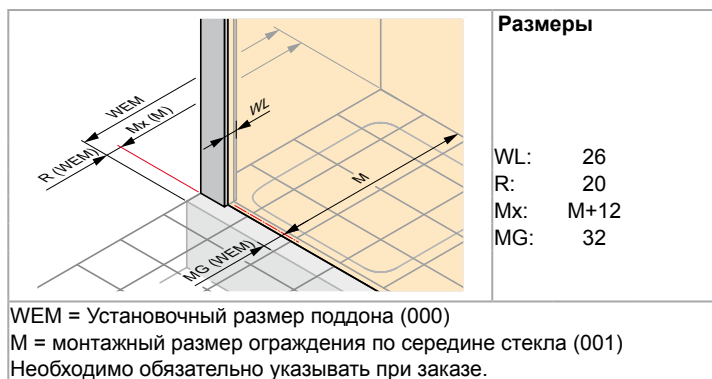 WEM
Mx (M)
R (WEM)
WL
M
MG (WEM)
Размеры
WL: 26
R: 20
Mx: M+12
MG: 32
WEM = Установочный размер поддона (000)
M = монтажный размер ограждения по середине стекла (001)
Необходимо обязательно указывать при заказе.